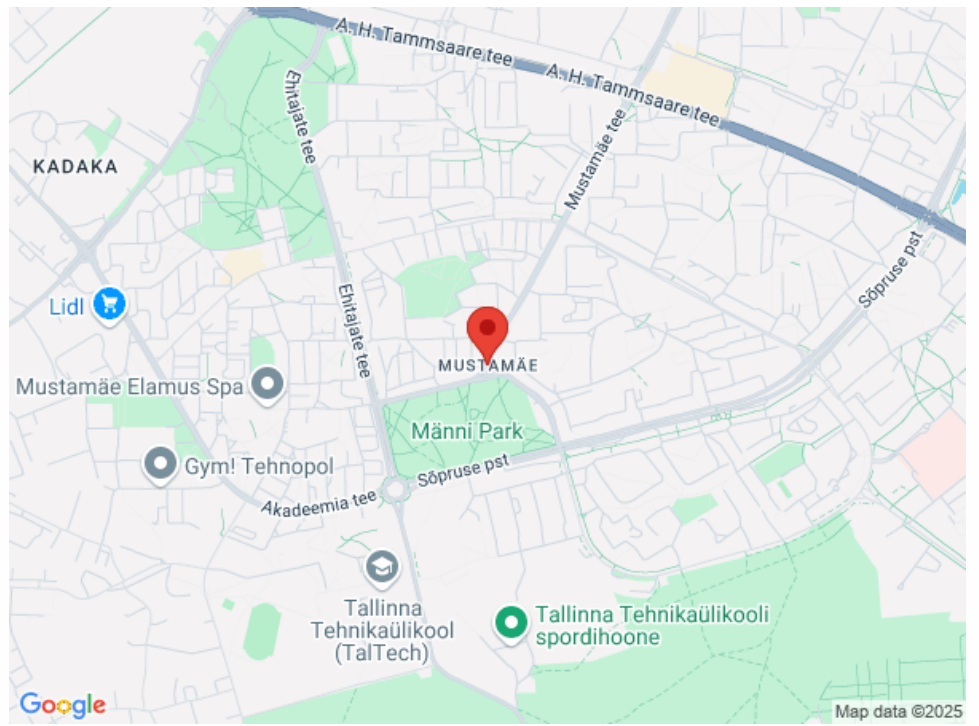 A. H. Tammsaare tee
A. H. Tammsaare tee
Ehitajate tee
Mustamäe tee
KADAKA
Sõpruse pst
Lidl
Ehitajate tee
MUSTAMÄE
Mustamäe Elamus Spa
Männi Park
Gym! Tehnopol
Sõpruse pst
Akadeemia tee
Tallinna
Tehnikaülikool
(TalTech)
Tallinna Tehnikaülikooli
spordihoone
Google
Map data ©2025